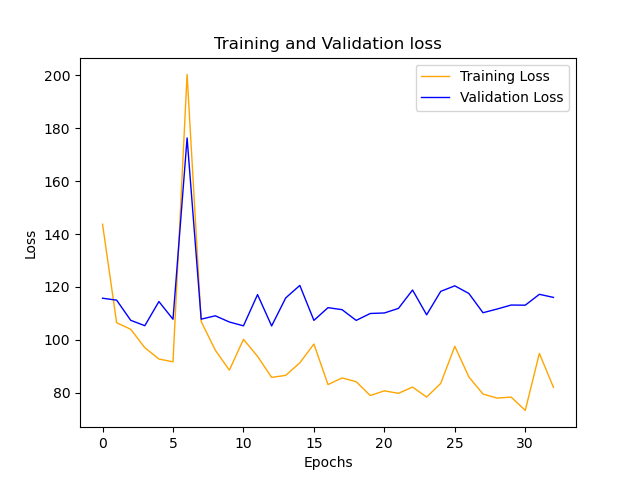 Training and Validation loss
Training Loss
Validation Loss
200
180
160
140
120
100
80
Loss
0 5 10 15 20 25 30
Epochs